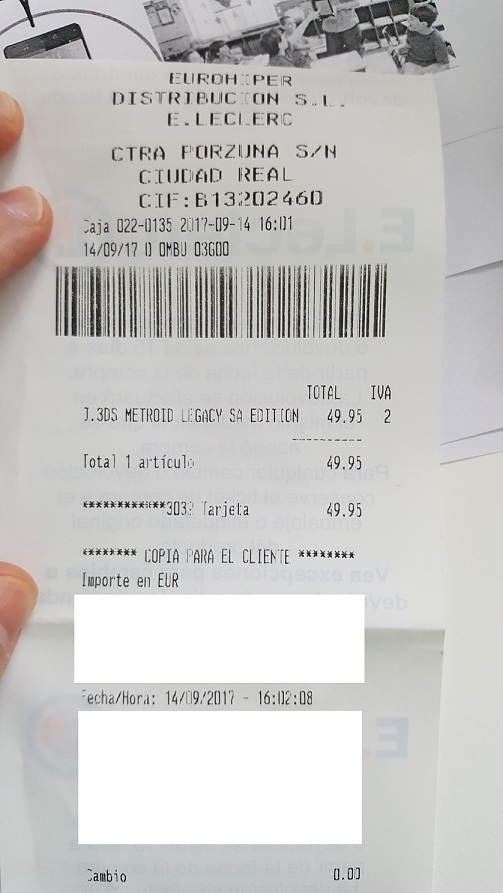 EUROHIPER
DISTRIBUCION S.L.
E.LECLERC
CTRA PORZUNA S/N
CIUDAD REAL
CIF:B13202460
Caja 022-0135 2017-09-14 16:01
14/09/17 0 OMBU 03G00
TOTAL IVA
J.3DS METROID LEGACY SA EDITION 49.95 2
----------
Total 1 artículo 49.95
************3032 Tarjeta 49.95
******** COPIA PARA EL CLIENTE ********
Importe en EUR
Fecha/Hora: 14/09/2017 - 16:02:08
Cambio 0.00